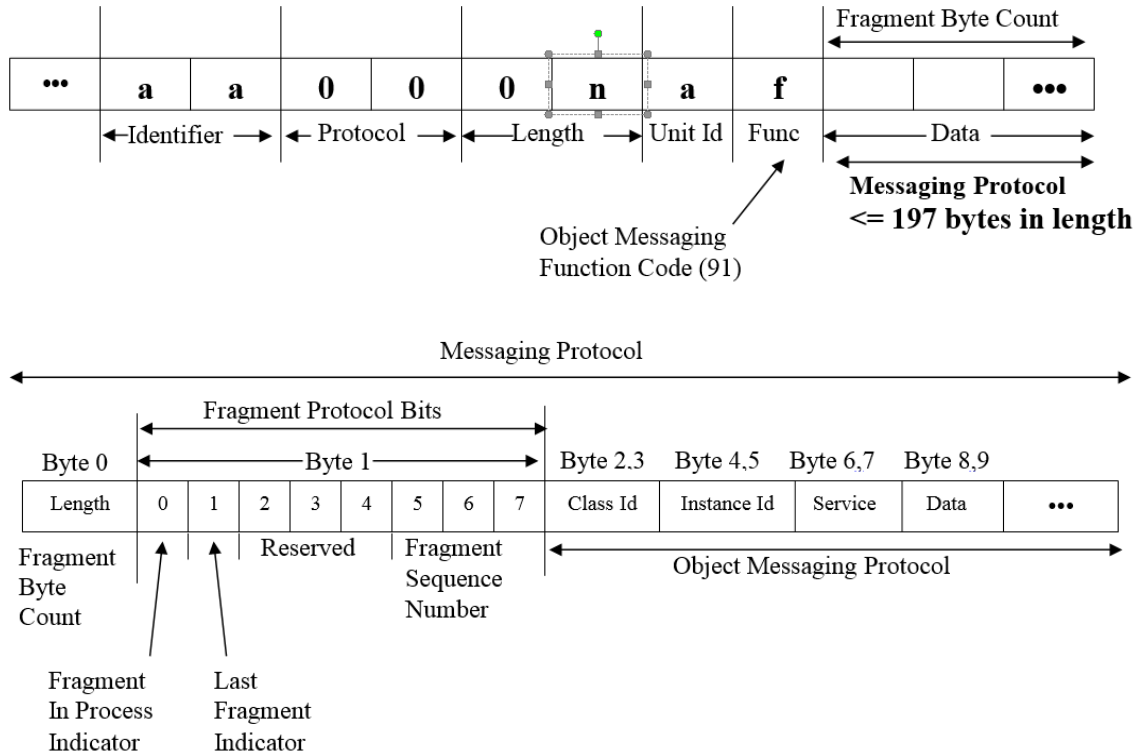 Fragment Byte Count
••• a a 0 0 0 n a f •••
Identifier Protocol Length Unit Id Func Data
Messaging Protocol
<= 197 bytes in length
Object Messaging
Function Code (91)
Messaging Protocol
Fragment Protocol Bits
Byte 0 Byte 1 Byte 2,3 Byte 4,5 Byte 6,7 Byte 8,9
Length 0 1 2 3 4 5 6 7 Class Id Instance Id Service Data •••
Fragment
Byte
Count
Reserved
Fragment
Sequence
Number
Object Messaging Protocol
Fragment
In Process
Indicator
Last
Fragment
Indicator